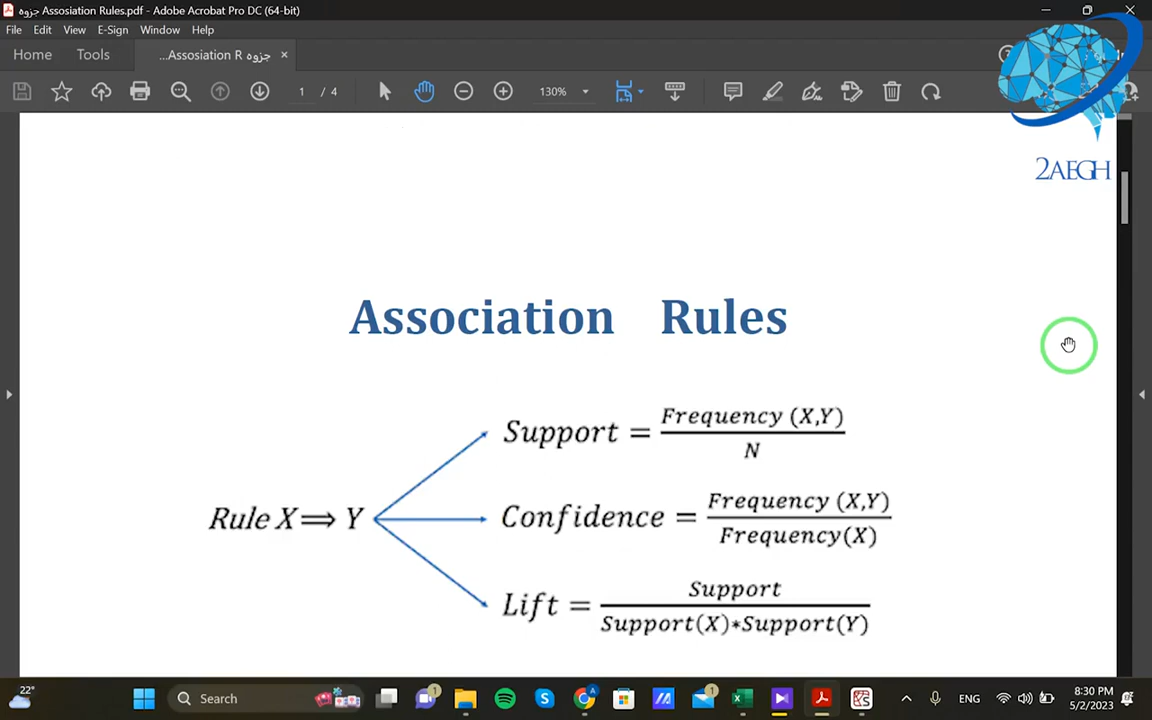 جزوه Assosiation Rules.pdf - Adobe Acrobat Pro DC (64-bit)
File Edit View E-Sign Window Help
Home Tools ...Assosiation R جزوه ×
1 / 4 130%
2AEGH
Association Rules
Rule X⟹ Y
Support = Frequency (X,Y) / N
Confidence = Frequency (X,Y) / Frequency(X)
Lift = Support / Support(X)*Support(Y)
22°
Search
1
A
1
ENG
8:30 PM
5/2/2023